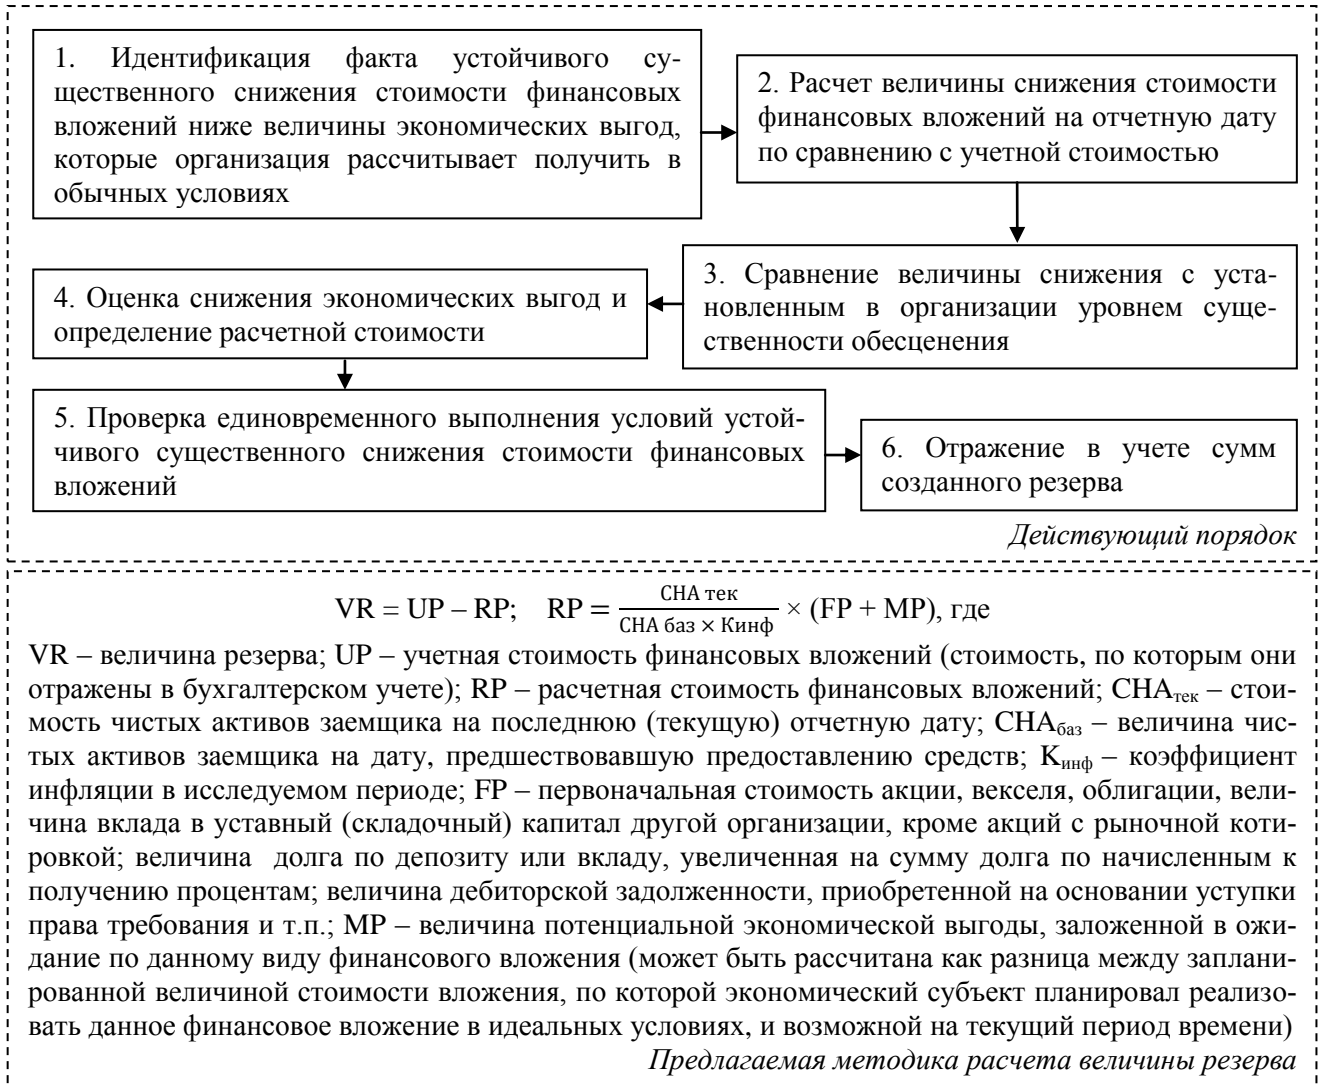 1. Идентификация факта устойчивого су-
щественного снижения стоимости финансовых
вложений ниже величины экономических выгод,
которые организация рассчитывает получить в
обычных условиях
2. Расчет величины снижения стоимости
финансовых вложений на отчетную дату
по сравнению с учетной стоимостью
3. Сравнение величины снижения с уста-
новленным в организации уровнем суще-
ственности обесценения
4. Оценка снижения экономических выгод и
определение расчетной стоимости
5. Проверка единовременного выполнения условий устой-
чивого существенного снижения стоимости финансовых
вложений
6. Отражение в учете сумм
созданного резерва
Действующий порядок
VR = UP – RP; RP = СНА тек / СНА баз × Кинф × (FP + MP), где
VR – величина резерва; UP – учетная стоимость финансовых вложений (стоимость, по которым они
отражены в бухгалтерском учете); RP – расчетная стоимость финансовых вложений; СНАтек – стои-
мость чистых активов заемщика на последнюю (текущую) отчетную дату; СНАбаз – величина чис-
тых активов заемщика на дату, предшествовавшую предоставлению средств; Кинф – коэффициент
инфляции в исследуемом периоде; FP – первоначальная стоимость акции, векселя, облигации, вели-
чина вклада в уставный (складочный) капитал другой организации, кроме акций с рыночной коти-
ровкой; величина долга по депозиту или вкладу, увеличенная на сумму долга по начисленным к
получению процентам; величина дебиторской задолженности, приобретенной на основании уступки
права требования и т.п.; MP – величина потенциальной экономической выгоды, заложенной в ожи-
дание по данному виду финансового вложения (может быть рассчитана как разница между заплани-
рованной величиной стоимости вложения, по которой экономический субъект планировал реализо-
вать данное финансовое вложение в идеальных условиях, и возможной на текущий период времени)
Предлагаемая методика расчета величины резерва